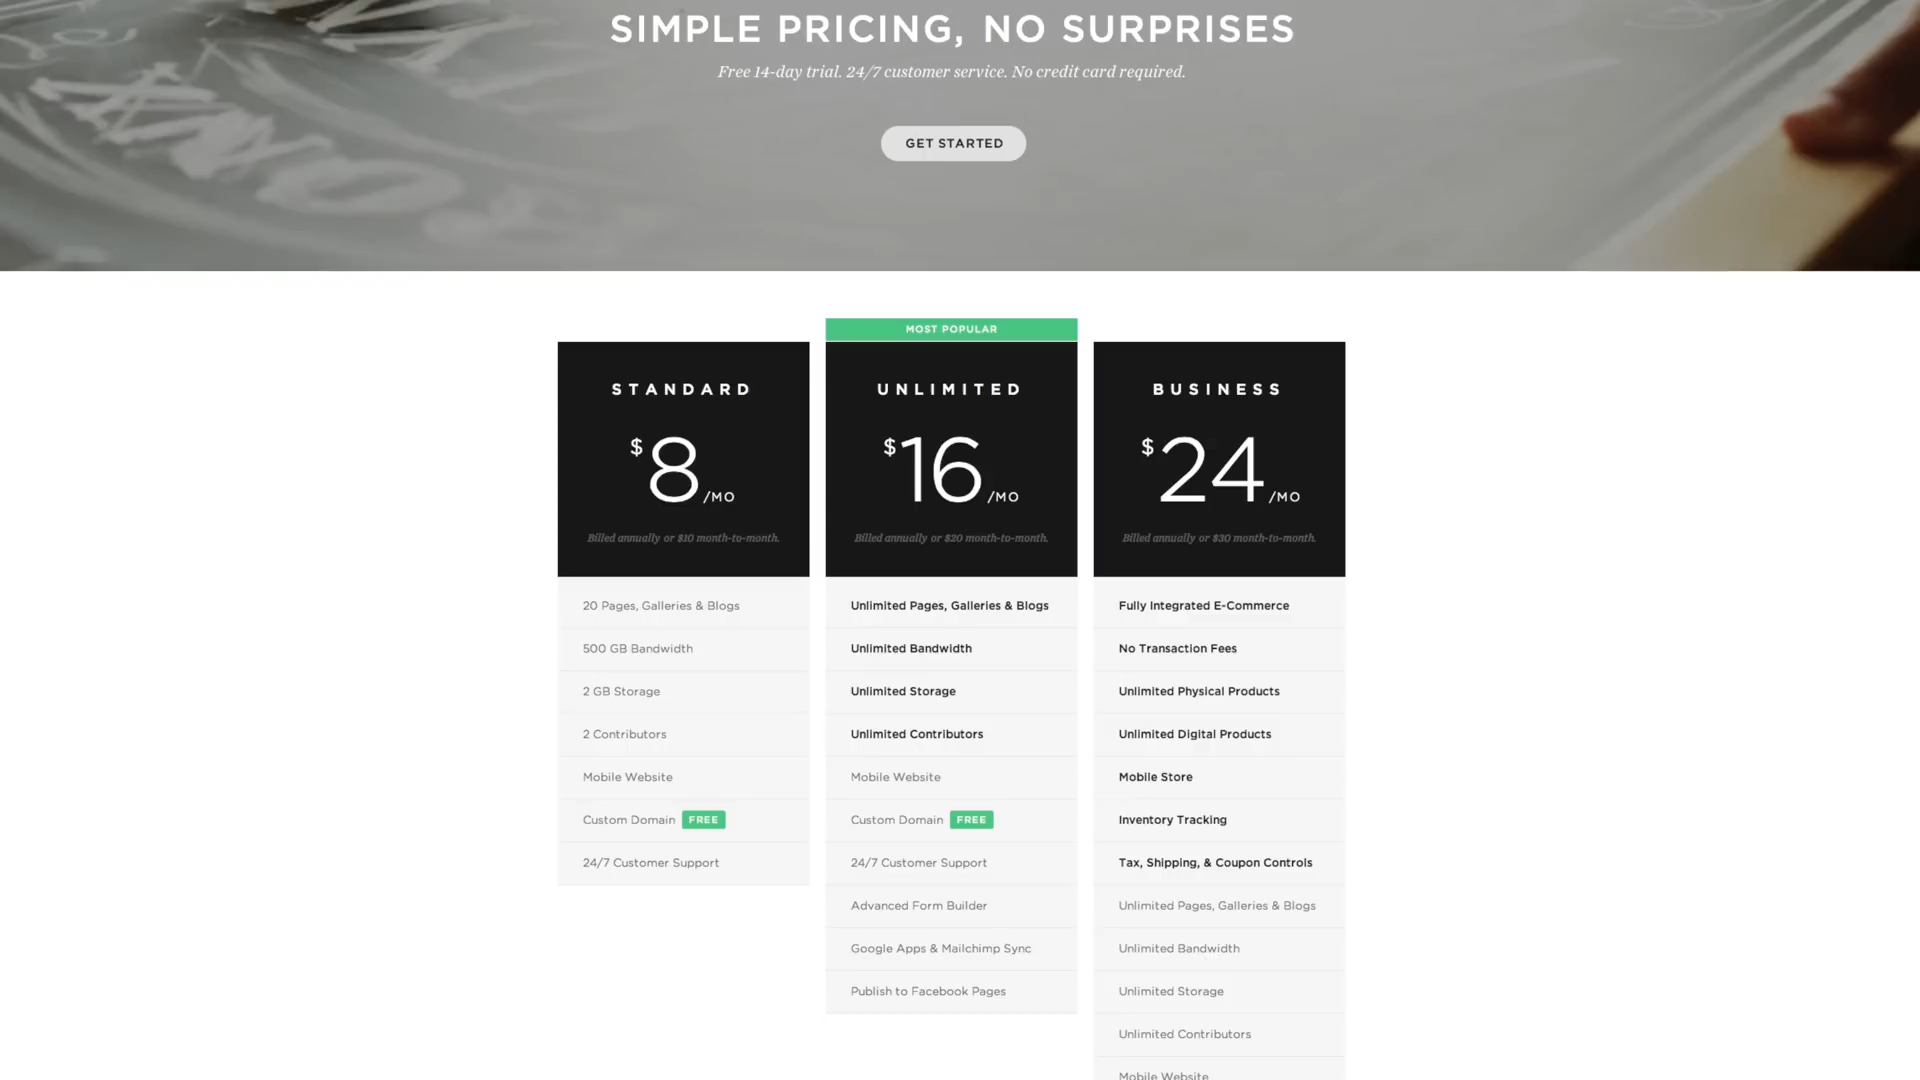 SIMPLE PRICING, NO SURPRISES
Free 14-day trial. 24/7 customer service. No credit card required.
GET STARTED
STANDARD
$8/MO
Billed annually or $10 month-to-month.
20 Pages, Galleries & Blogs
500 GB Bandwidth
2 GB Storage
2 Contributors
Mobile Website
Custom Domain FREE
24/7 Customer Support
MOST POPULAR
UNLIMITED
$16/MO
Billed annually or $20 month-to-month.
Unlimited Pages, Galleries & Blogs
Unlimited Bandwidth
Unlimited Storage
Unlimited Contributors
Mobile Website
Custom Domain FREE
24/7 Customer Support
Advanced Form Builder
Google Apps & Mailchimp Sync
Publish to Facebook Pages
BUSINESS
$24/MO
Billed annually or $30 month-to-month.
Fully Integrated E-Commerce
No Transaction Fees
Unlimited Physical Products
Unlimited Digital Products
Mobile Store
Inventory Tracking
Tax, Shipping, & Coupon Controls
Unlimited Pages, Galleries & Blogs
Unlimited Bandwidth
Unlimited Storage
Unlimited Contributors
Mobile Website